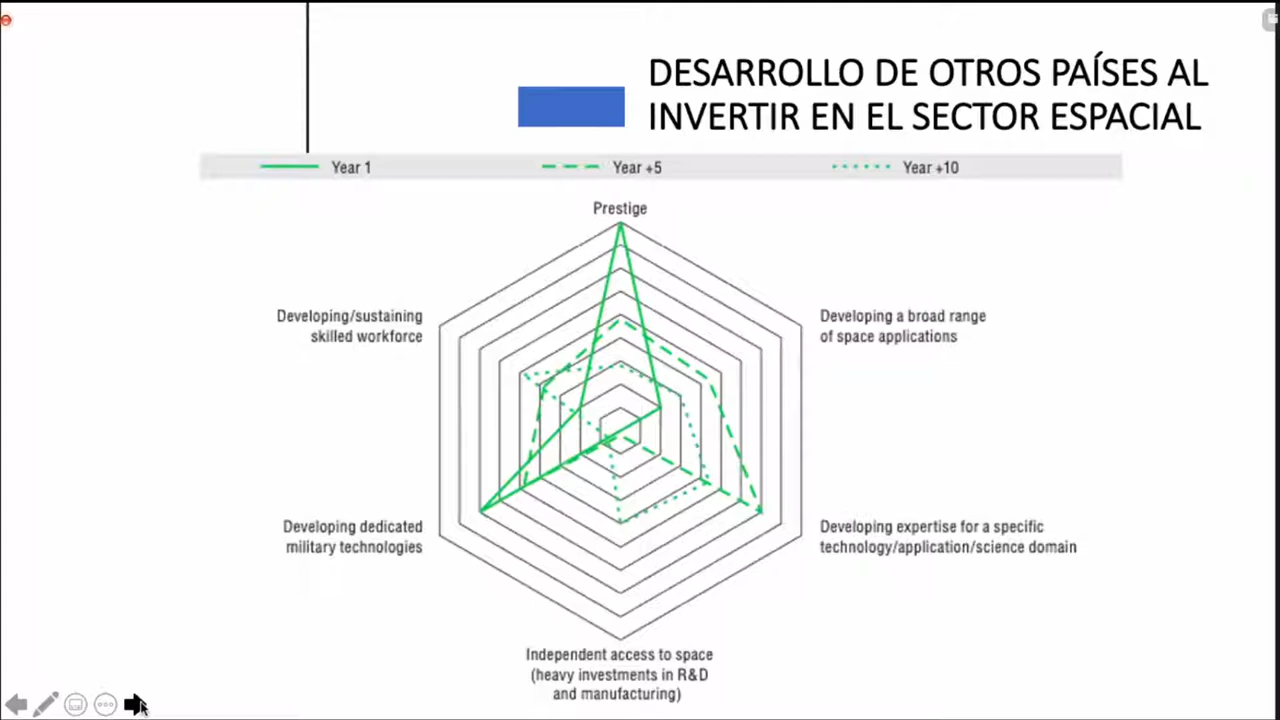 DESARROLLO DE OTROS PAÍSES AL
INVERTIR EN EL SECTOR ESPACIAL
Year 1
Year +5
Year +10
Prestige
Developing/sustaining
skilled workforce
Developing a broad range
of space applications
Developing dedicated
military technologies
Developing expertise for a specific
technology/application/science domain
Independent access to space
(heavy investments in R&D
and manufacturing)